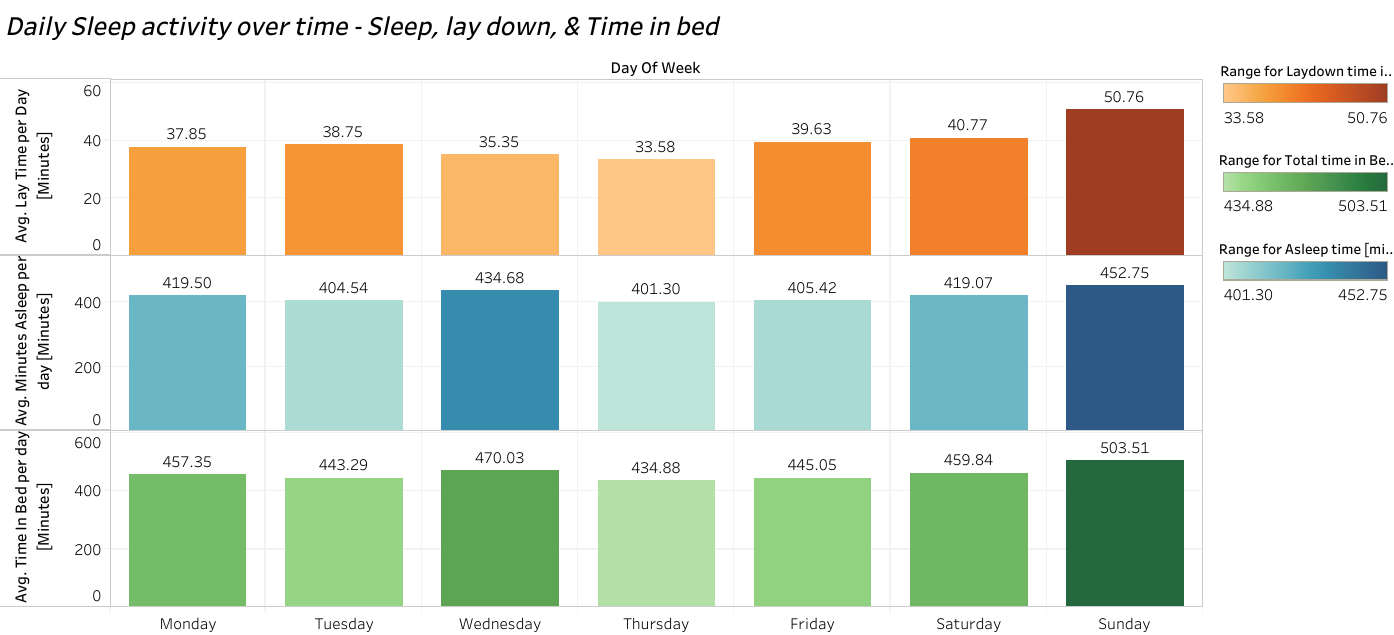 Daily Sleep activity over time - Sleep, lay down, & Time in bed
Day Of Week
Avg. Lay Time per Day
[Minutes]
60
40
20
0
37.85
38.75
35.35
33.58
39.63
40.77
50.76
Avg. Minutes Asleep per
day [Minutes]
400
200
0
419.50
404.54
434.68
401.30
405.42
419.07
452.75
Avg. Time In Bed per day
[Minutes]
600
400
200
0
457.35
443.29
470.03
434.88
445.05
459.84
503.51
Monday
Tuesday
Wednesday
Thursday
Friday
Saturday
Sunday
Range for Laydown time i..
33.58 50.76
Range for Total time in Be..
434.88 503.51
Range for Asleep time [mi..
401.30 452.75